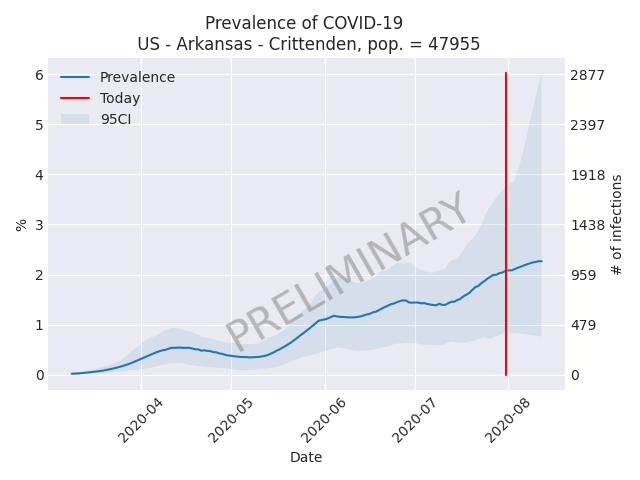 Prevalence of COVID-19
US - Arkansas - Crittenden, pop. = 47955
Prevalence
Today
95CI
PRELIMINARY
%
6
5
4
3
2
1
0
2877
2397
1918
1438
959
479
0
# of infections
2020-04
2020-05
2020-06
2020-07
2020-08
Date